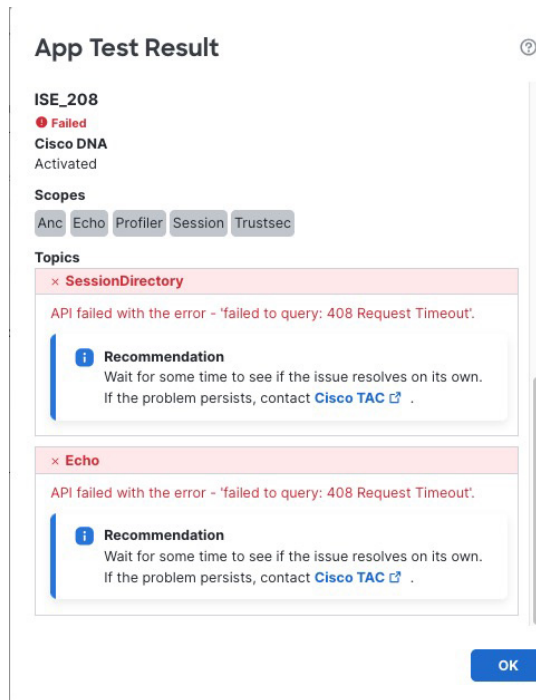 App Test Result
ISE_208
Failed
Cisco DNA
Activated
Scopes
Anc Echo Profiler Session Trustsec
Topics
× SessionDirectory
API failed with the error - 'failed to query: 408 Request Timeout'.
Recommendation
Wait for some time to see if the issue resolves on its own.
If the problem persists, contact Cisco TAC .
× Echo
API failed with the error - 'failed to query: 408 Request Timeout'.
Recommendation
Wait for some time to see if the issue resolves on its own.
If the problem persists, contact Cisco TAC .
OK